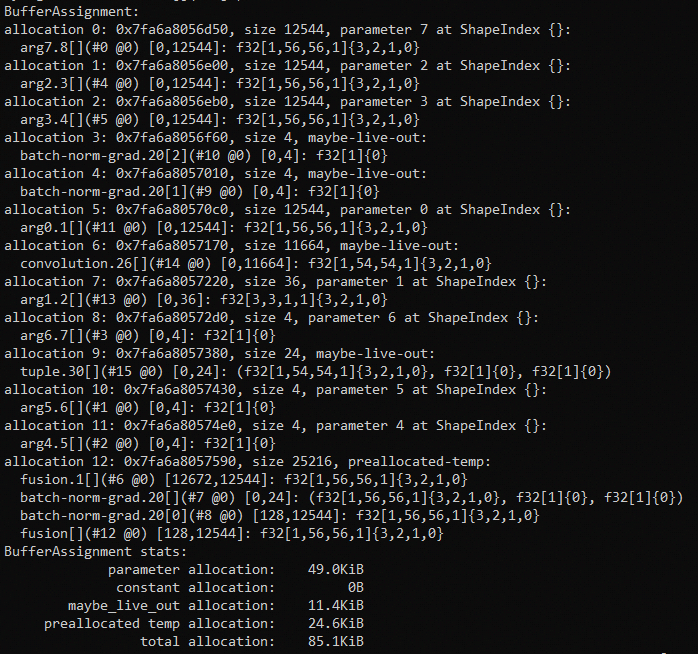 BufferAssignment:
allocation 0: 0x7fa6a8056d50, size 12544, parameter 7 at ShapeIndex {}:
  arg7.8[](#0 @0) [0,12544]: f32[1,56,56,1]{3,2,1,0}
allocation 1: 0x7fa6a8056e00, size 12544, parameter 2 at ShapeIndex {}:
  arg2.3[](#4 @0) [0,12544]: f32[1,56,56,1]{3,2,1,0}
allocation 2: 0x7fa6a8056eb0, size 12544, parameter 3 at ShapeIndex {}:
  arg3.4[](#5 @0) [0,12544]: f32[1,56,56,1]{3,2,1,0}
allocation 3: 0x7fa6a8056f60, size 4, maybe-live-out:
  batch-norm-grad.20[2](#10 @0) [0,4]: f32[1]{0}
allocation 4: 0x7fa6a8057010, size 4, maybe-live-out:
  batch-norm-grad.20[1](#9 @0) [0,4]: f32[1]{0}
allocation 5: 0x7fa6a80570c0, size 12544, parameter 0 at ShapeIndex {}:
  arg0.1[](#11 @0) [0,12544]: f32[1,56,56,1]{3,2,1,0}
allocation 6: 0x7fa6a8057170, size 11664, maybe-live-out:
  convolution.26[](#14 @0) [0,11664]: f32[1,54,54,1]{3,2,1,0}
allocation 7: 0x7fa6a8057220, size 36, parameter 1 at ShapeIndex {}:
  arg1.2[](#13 @0) [0,36]: f32[3,3,1,1]{3,2,1,0}
allocation 8: 0x7fa6a80572d0, size 4, parameter 6 at ShapeIndex {}:
  arg6.7[](#3 @0) [0,4]: f32[1]{0}
allocation 9: 0x7fa6a8057380, size 24, maybe-live-out:
  tuple.30[](#15 @0) [0,24]: (f32[1,54,54,1]{3,2,1,0}, f32[1]{0}, f32[1]{0})
allocation 10: 0x7fa6a8057430, size 4, parameter 5 at ShapeIndex {}:
  arg5.6[](#1 @0) [0,4]: f32[1]{0}
allocation 11: 0x7fa6a80574e0, size 4, parameter 4 at ShapeIndex {}:
  arg4.5[](#2 @0) [0,4]: f32[1]{0}
allocation 12: 0x7fa6a8057590, size 25216, preallocated-temp:
  fusion.1[](#6 @0) [12672,12544]: f32[1,56,56,1]{3,2,1,0}
  batch-norm-grad.20[](#7 @0) [0,24]: (f32[1,56,56,1]{3,2,1,0}, f32[1]{0}, f32[1]{0})
  batch-norm-grad.20[0](#8 @0) [128,12544]: f32[1,56,56,1]{3,2,1,0}
  fusion[](#12 @0) [128,12544]: f32[1,56,56,1]{3,2,1,0}
BufferAssignment stats:
             parameter allocation:    49.0KiB
              constant allocation:         0B
        maybe_live_out allocation:    11.4KiB
     preallocated temp allocation:    24.6KiB
                 total allocation:    85.1KiB